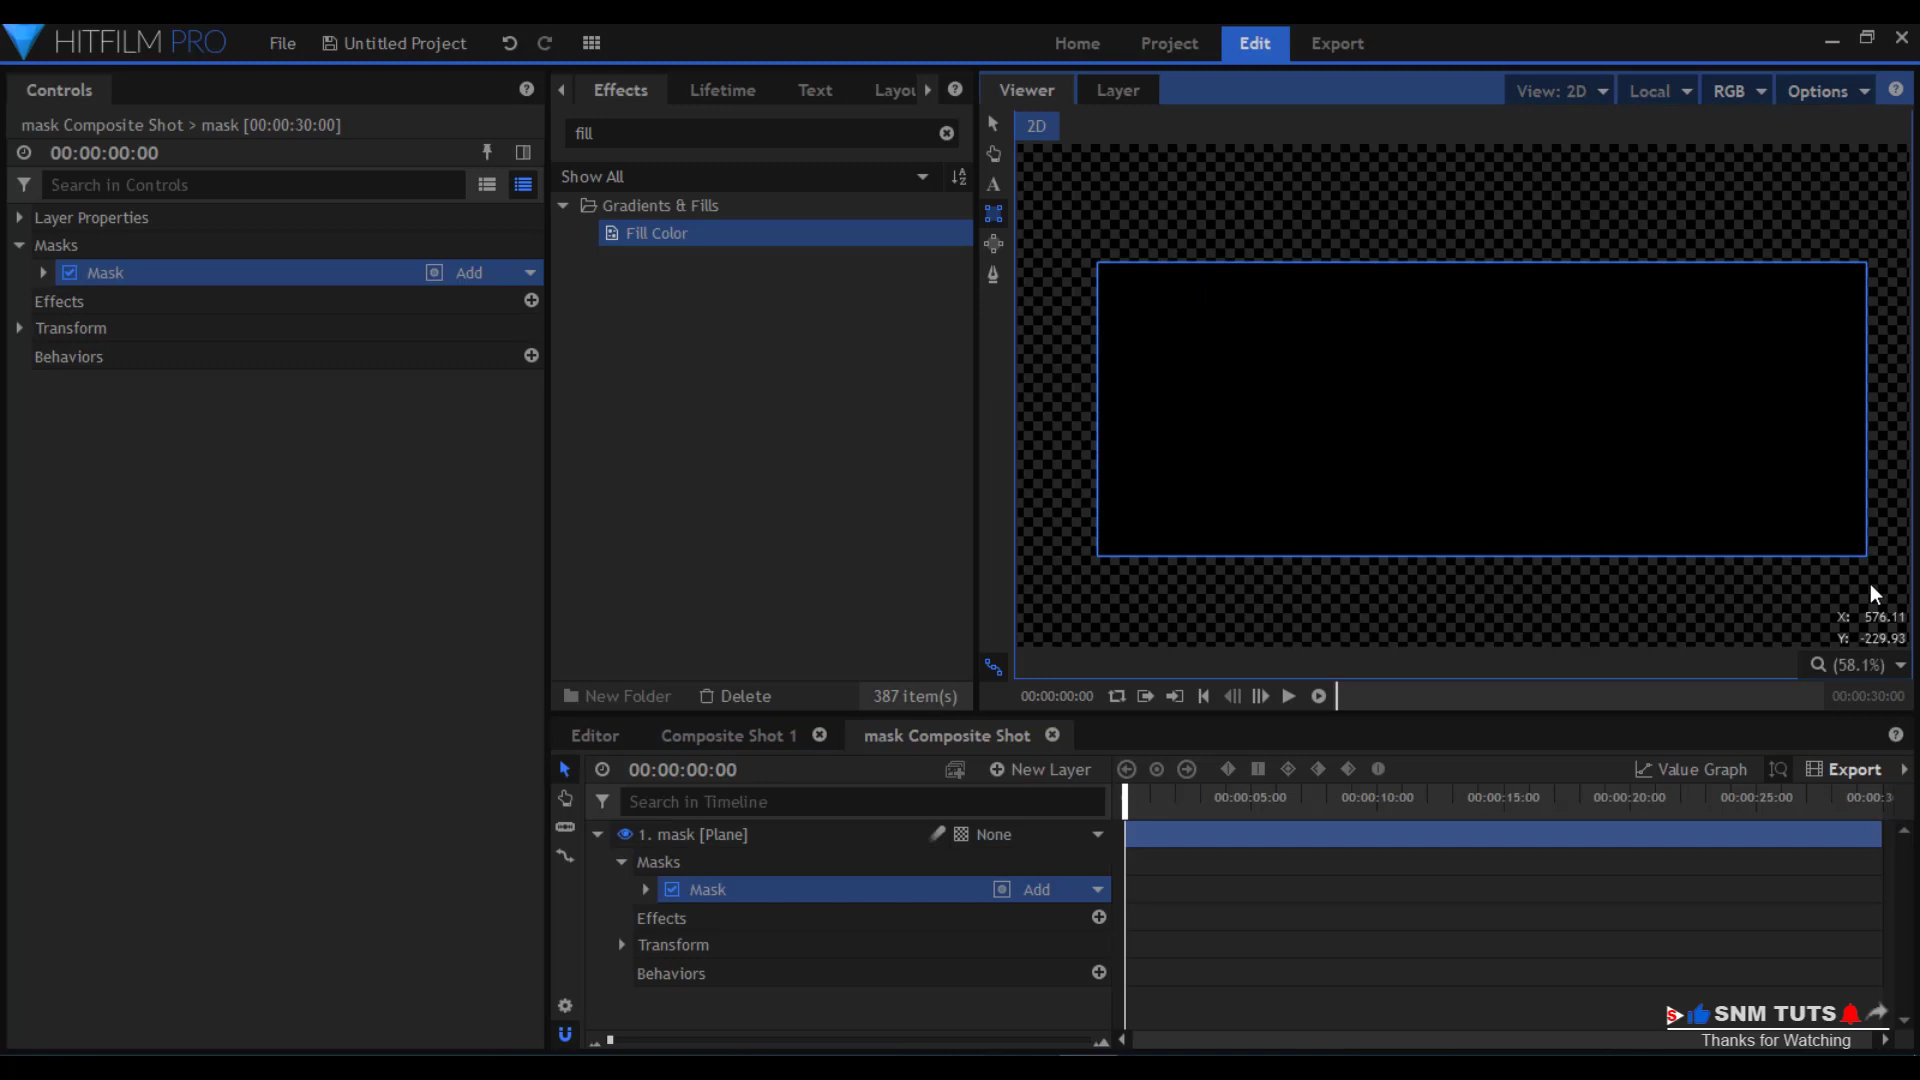 HITFILM PRO File Untitled Project Home Project Edit Export
Controls
mask Composite Shot > mask [00:00:30:00]
00:00:00:00
Search in Controls
Layer Properties
Masks
Mask Add
Effects
Transform
Behaviors
Effects Lifetime Text Layou
fill
Show All
Gradients & Fills
Fill Color
New Folder Delete 387 item(s)
Viewer Layer View: 2D Local RGB Options
2D
A
X: 576.11
Y: -229.93
(58.1%)
00:00:00:00 00:00:30:00
Editor Composite Shot 1 mask Composite Shot
00:00:00:00 New Layer Value Graph Export
Search in Timeline 00:00:05:00 00:00:10:00 00:00:15:00 00:00:20:00 00:00:25:00 00:00:3
1. mask [Plane] None
Masks
Mask Add
Effects
Transform
Behaviors
S SNM TUTS
Thanks for Watching